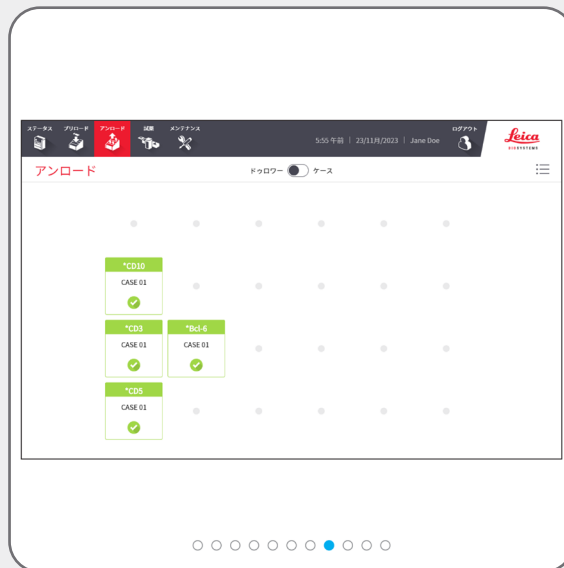 ステータス プリロード アンロード 試薬 メンテナンス
5:55 午前 | 23/11月/2023 | Jane Doe
ログアウト
Leica
BIOSYSTEMS
アンロード
ドゥロワー ケース
*CD10
CASE 01
*CD3 *Bcl-6
CASE 01 CASE 01
*CD5
CASE 01